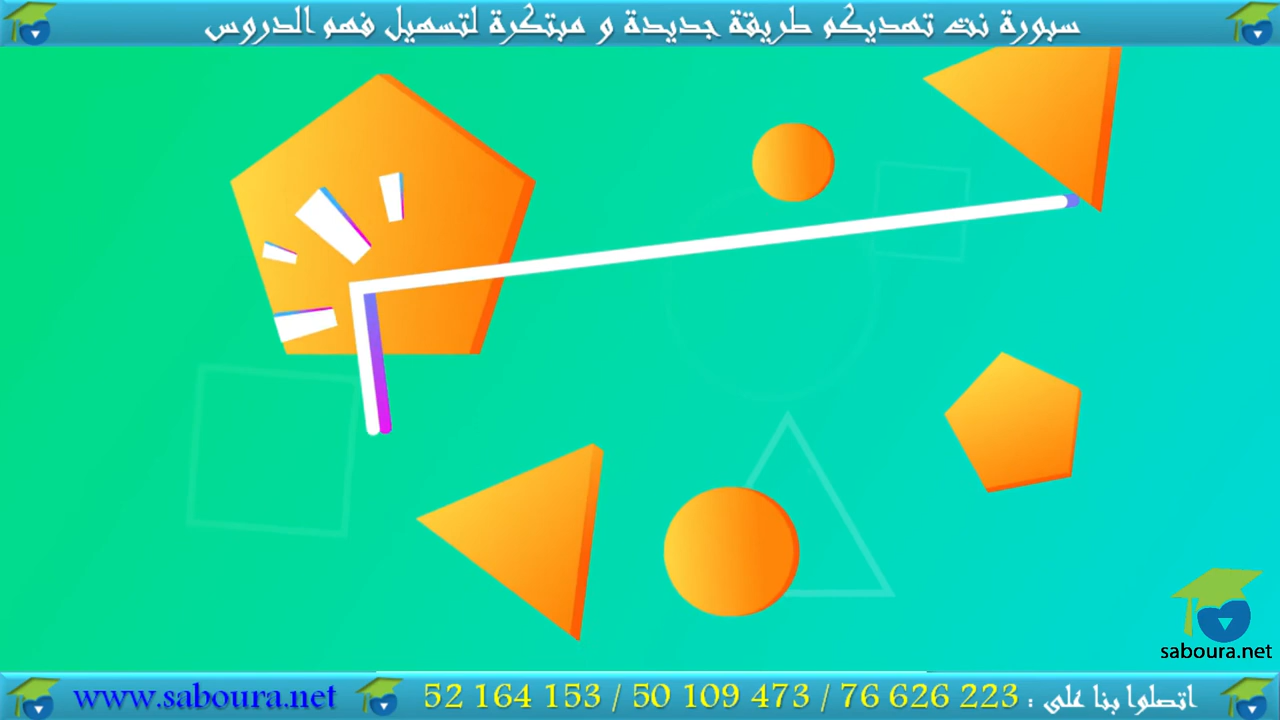 سبورة نت تهديكم طريقة جديدة و مبتكرة لتسهيل فهم الدروس
saboura.net
www.saboura.net
52 164 153 / 50 109 473 / 76 626 223 : اتصلوا بنا على